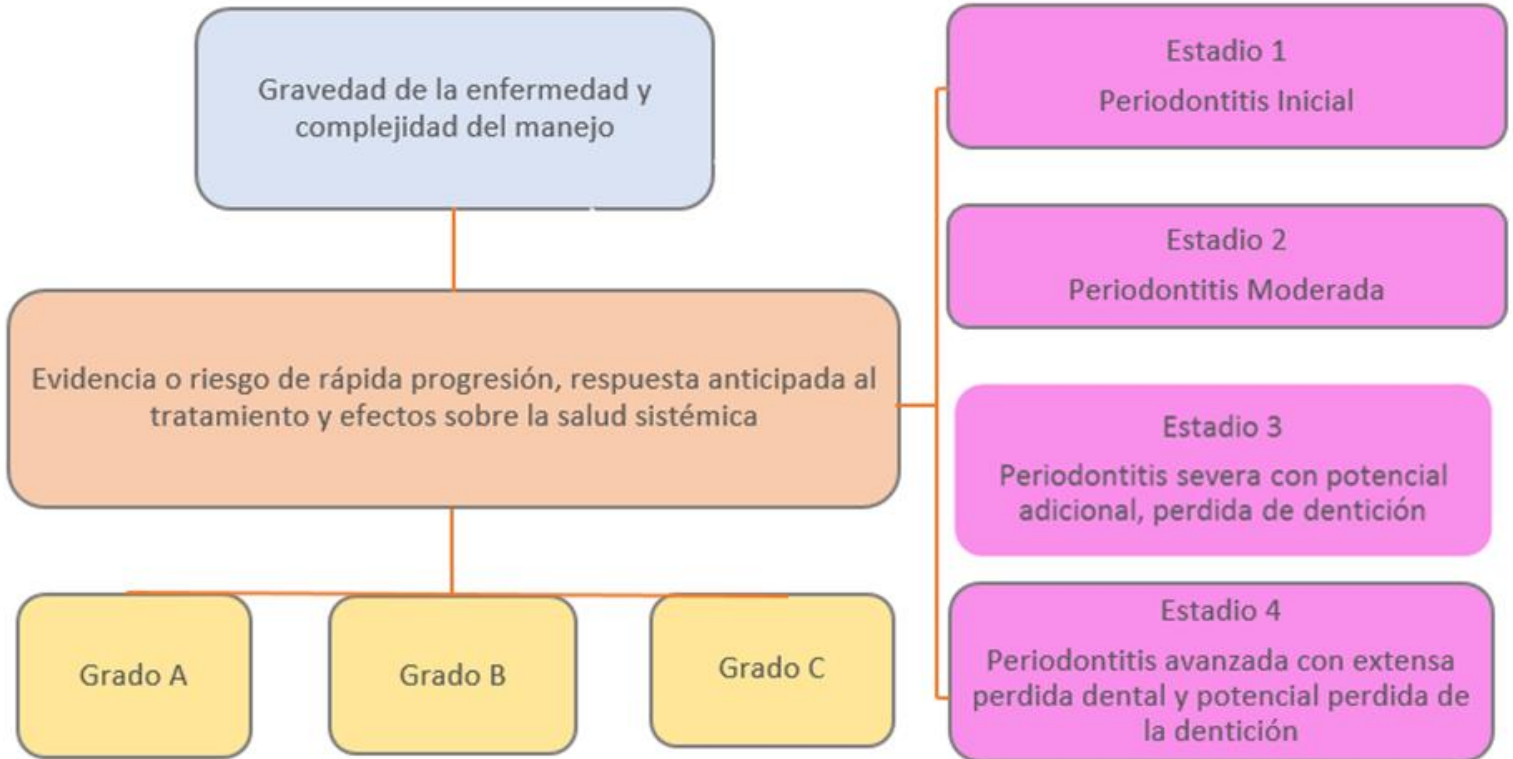 Gravedad de la enfermedad y
complejidad del manejo
Evidencia o riesgo de rápida progresión, respuesta anticipada al
tratamiento y efectos sobre la salud sistémica
Grado A
Grado B
Grado C
Estadio 1
Periodontitis Inicial
Estadio 2
Periodontitis Moderada
Estadio 3
Periodontitis severa con potencial
adicional, perdida de dentición
Estadio 4
Periodontitis avanzada con extensa
perdida dental y potencial perdida de
la dentición